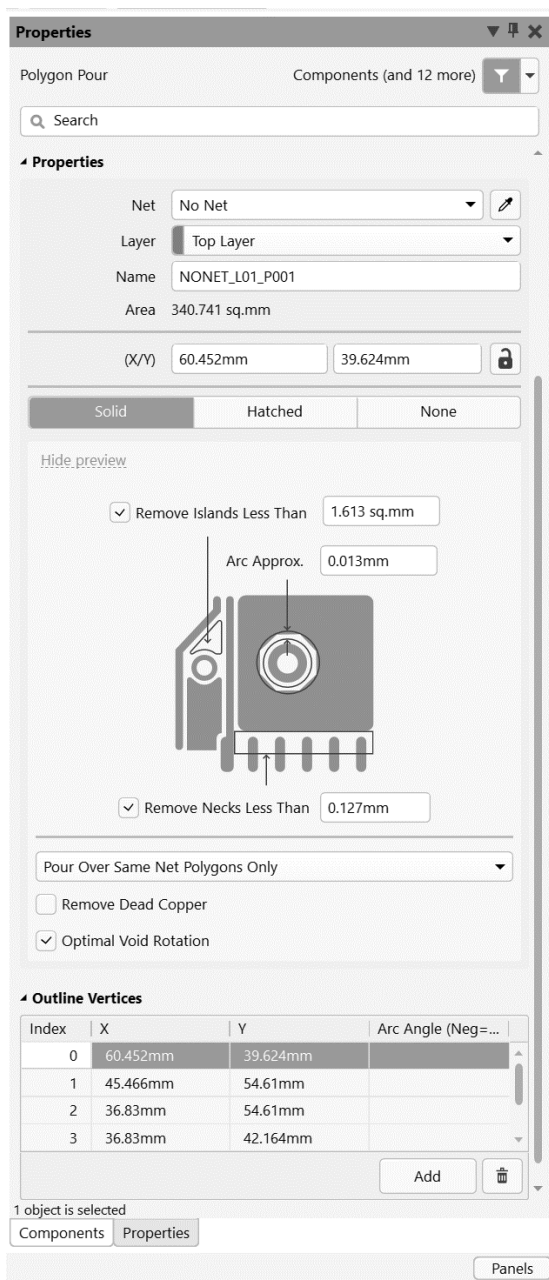 Properties
Polygon Pour Components (and 12 more)
Search
Properties
Net No Net
Layer Top Layer
Name NONET_L01_P001
Area 340.741 sq.mm
(X/Y) 60.452mm 39.624mm
Solid Hatched None
Hide preview
Remove Islands Less Than 1.613 sq.mm
Arc Approx. 0.013mm
Remove Necks Less Than 0.127mm
Pour Over Same Net Polygons Only
Remove Dead Copper
Optimal Void Rotation
Outline Vertices
Index X Y Arc Angle (Neg=...
0 60.452mm 39.624mm
1 45.466mm 54.61mm
2 36.83mm 54.61mm
3 36.83mm 42.164mm
Add
1 object is selected
Components Properties
Panels